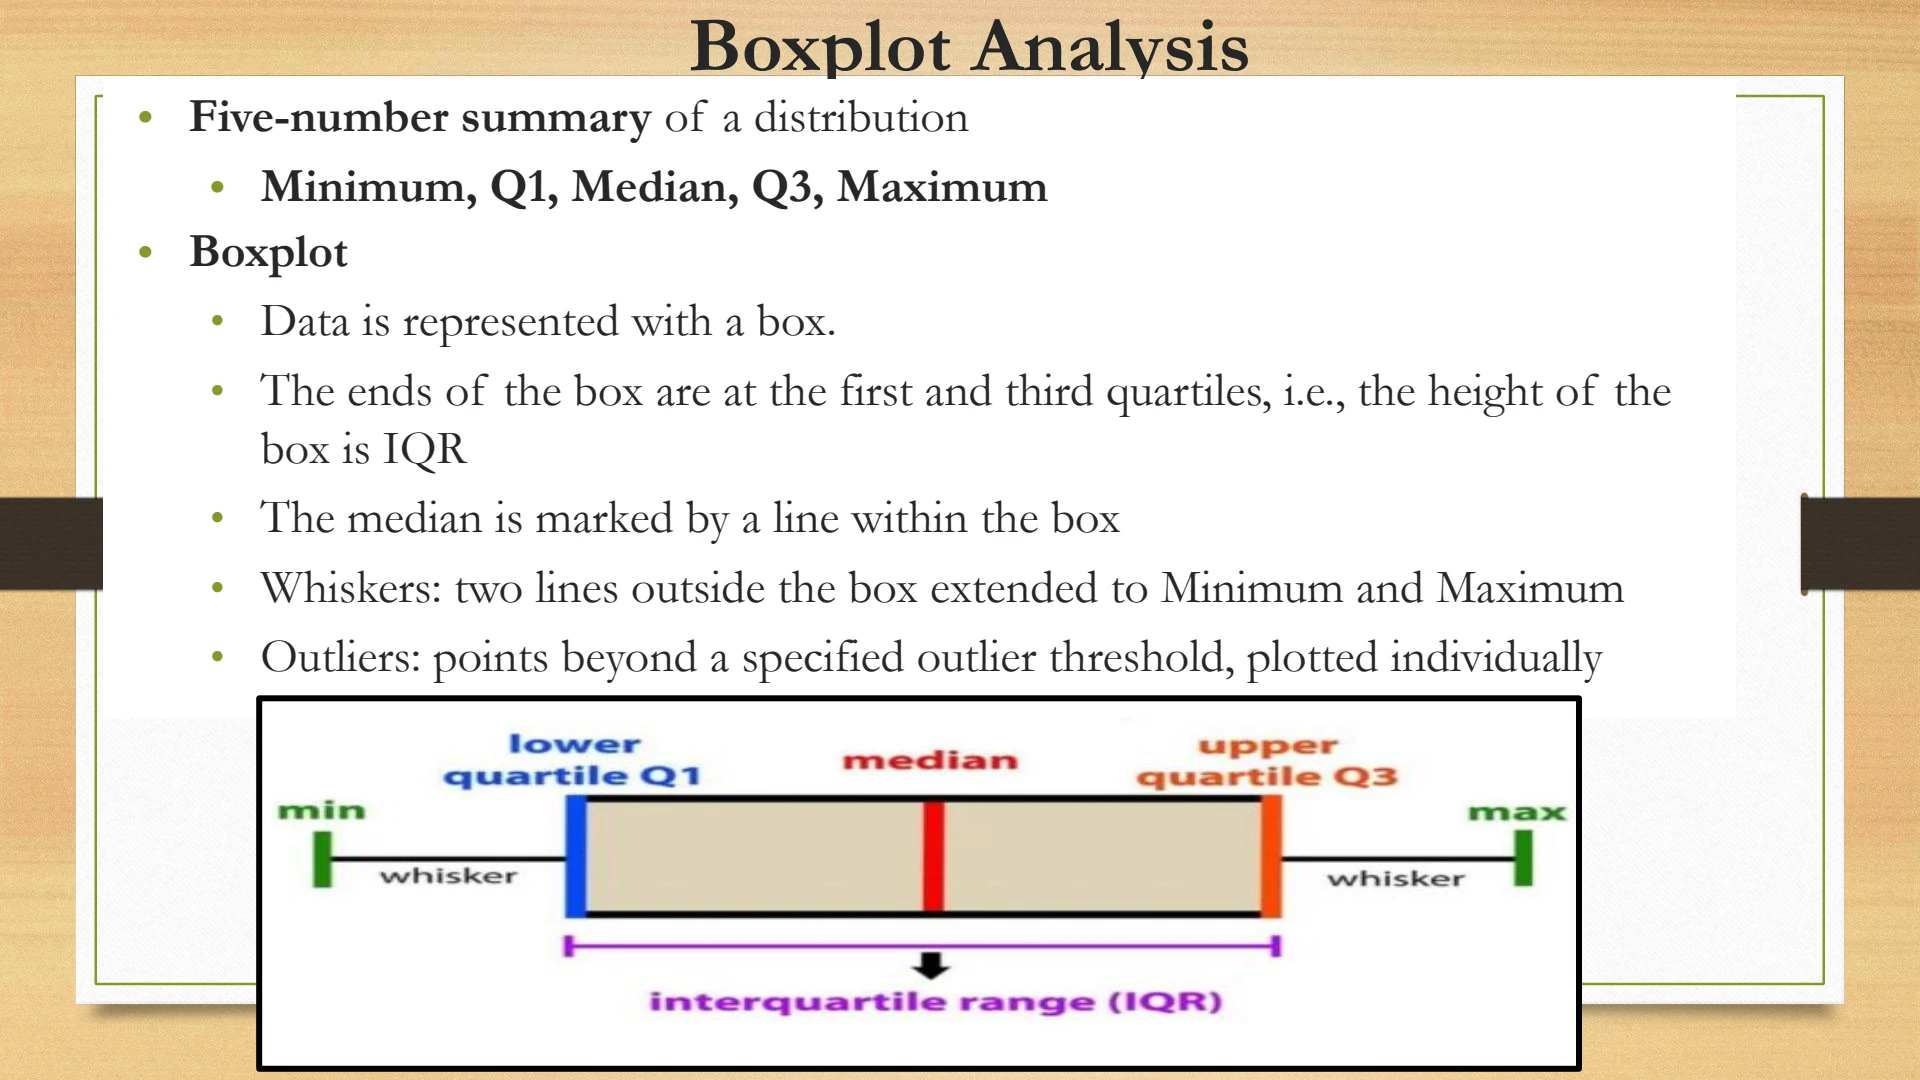 Boxplot Analysis
• Five-number summary of a distribution
• Minimum, Q1, Median, Q3, Maximum
• Boxplot
• Data is represented with a box.
• The ends of the box are at the first and third quartiles, i.e., the height of the
box is IQR
• The median is marked by a line within the box
• Whiskers: two lines outside the box extended to Minimum and Maximum
• Outliers: points beyond a specified outlier threshold, plotted individually
lower
quartile Q1
median
upper
quartile Q3
min
max
whisker
whisker
interquartile range (IQR)